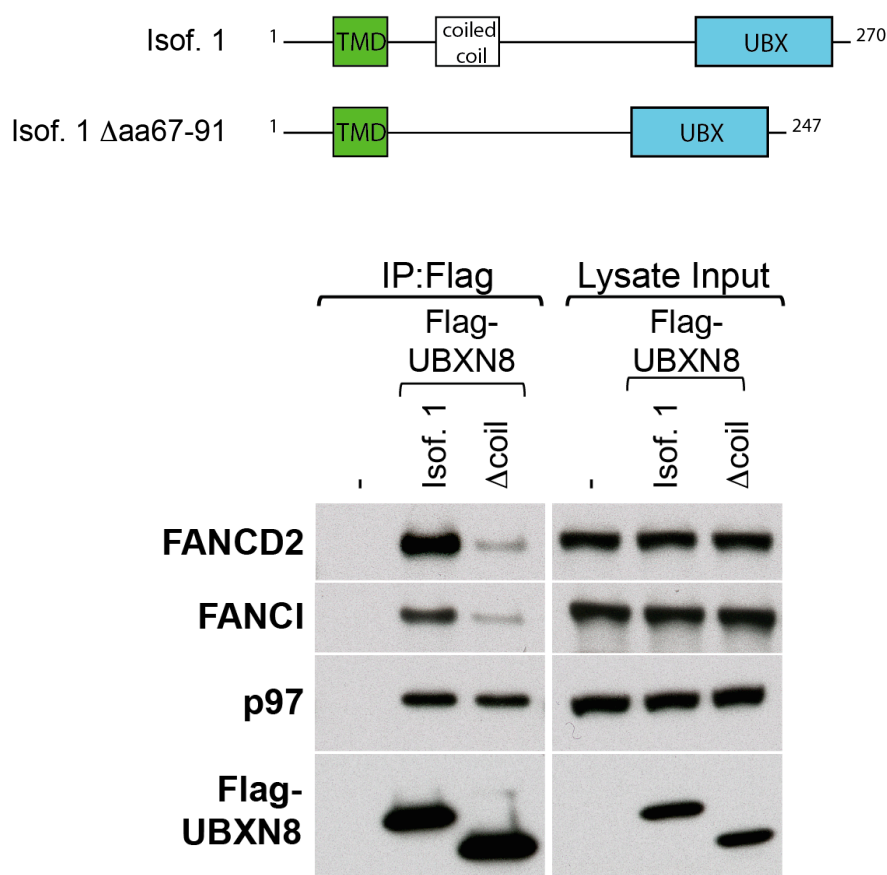 Isof. 1 1 TMD coiled coil UBX 270
Isof. 1 Δaa67-91 1 TMD UBX 247
IP:Flag Lysate Input
Flag-UBXN8 Flag-UBXN8
- Isof. 1 Δcoil - Isof. 1 Δcoil
FANCD2
FANCI
p97
Flag-
UBXN8